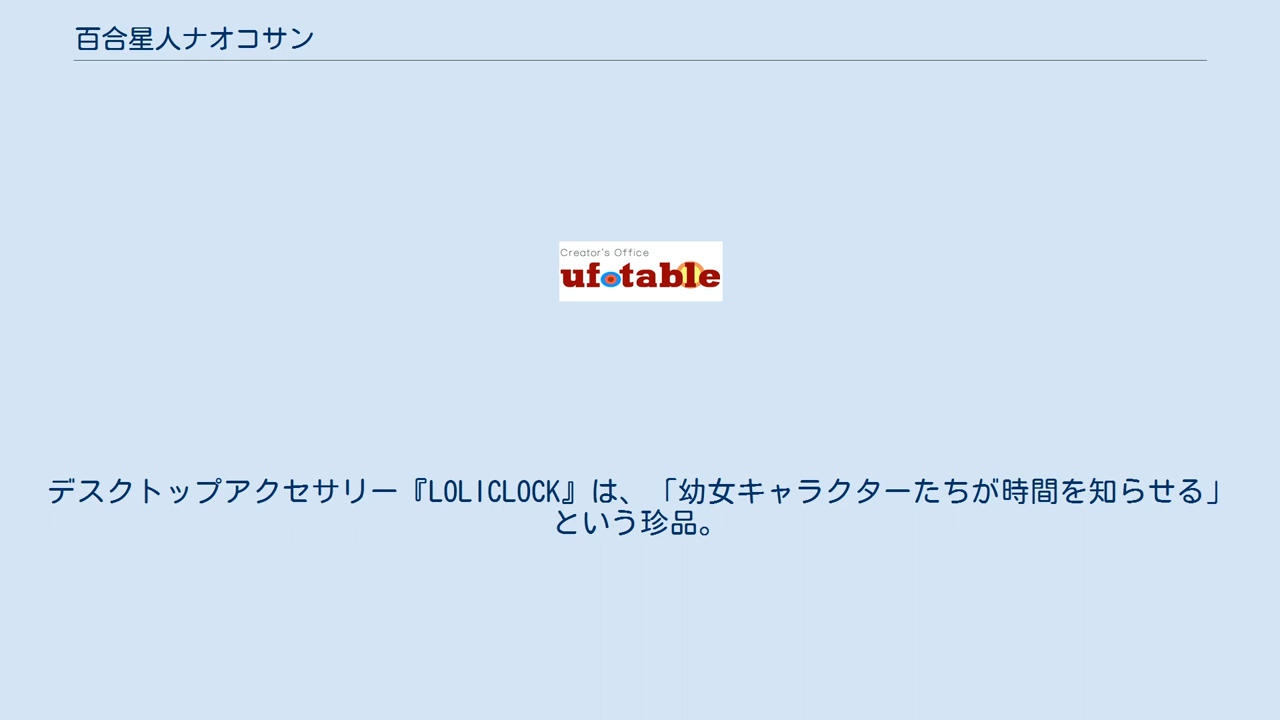 百合星人ナオコサン
Creator's Office
ufotable
デスクトップアクセサリー『LOLICLOCK』は、「幼女キャラクターたちが時間を知らせる」
という珍品。